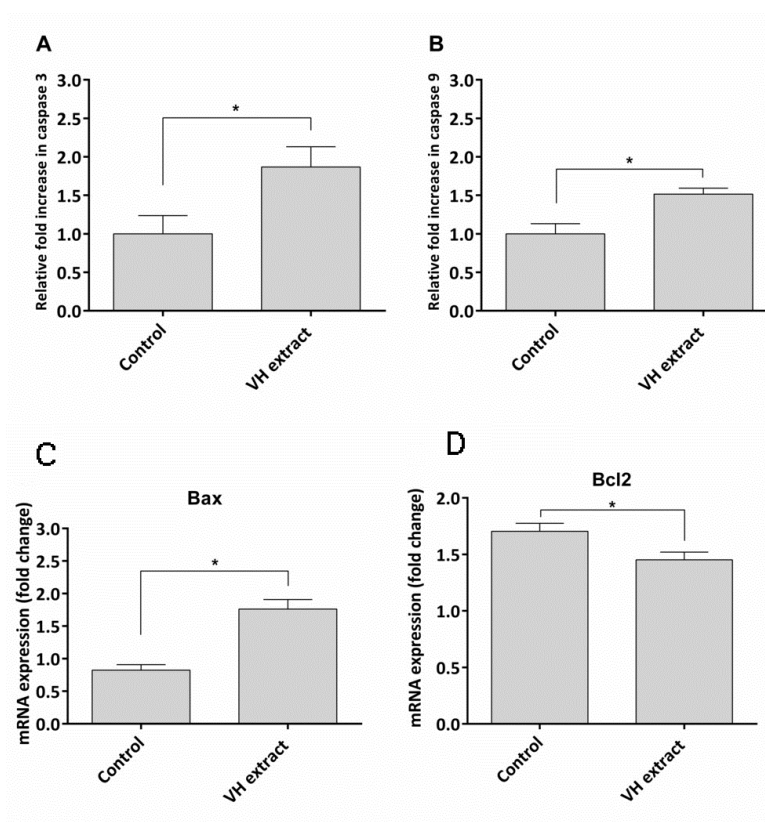 A
Relative fold increase in caspase 3
3.0
2.5
2.0
1.5
1.0
0.5
0.0
*
Control
VH extract
B
Relative fold increase in caspase 9
3.0
2.5
2.0
1.5
1.0
0.5
0.0
*
Control
VH extract
C
Bax
mRNA expression (fold change)
3.0
2.5
2.0
1.5
1.0
0.5
0.0
*
Control
VH extract
D
Bcl2
mRNA expression (fold change)
2.0
1.5
1.0
0.5
0.0
*
Control
VH extract